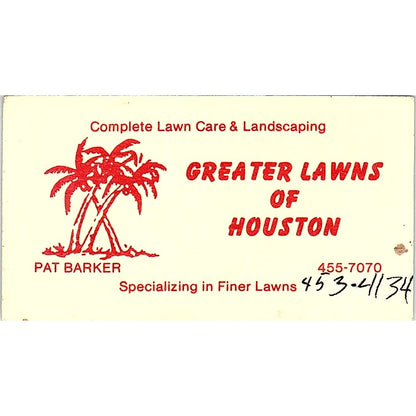 Complete Lawn Care & Landscaping
GREATER LAWNS
OF
HOUSTON
PAT BARKER
455-7070
Specializing in Finer Lawns 453-4134